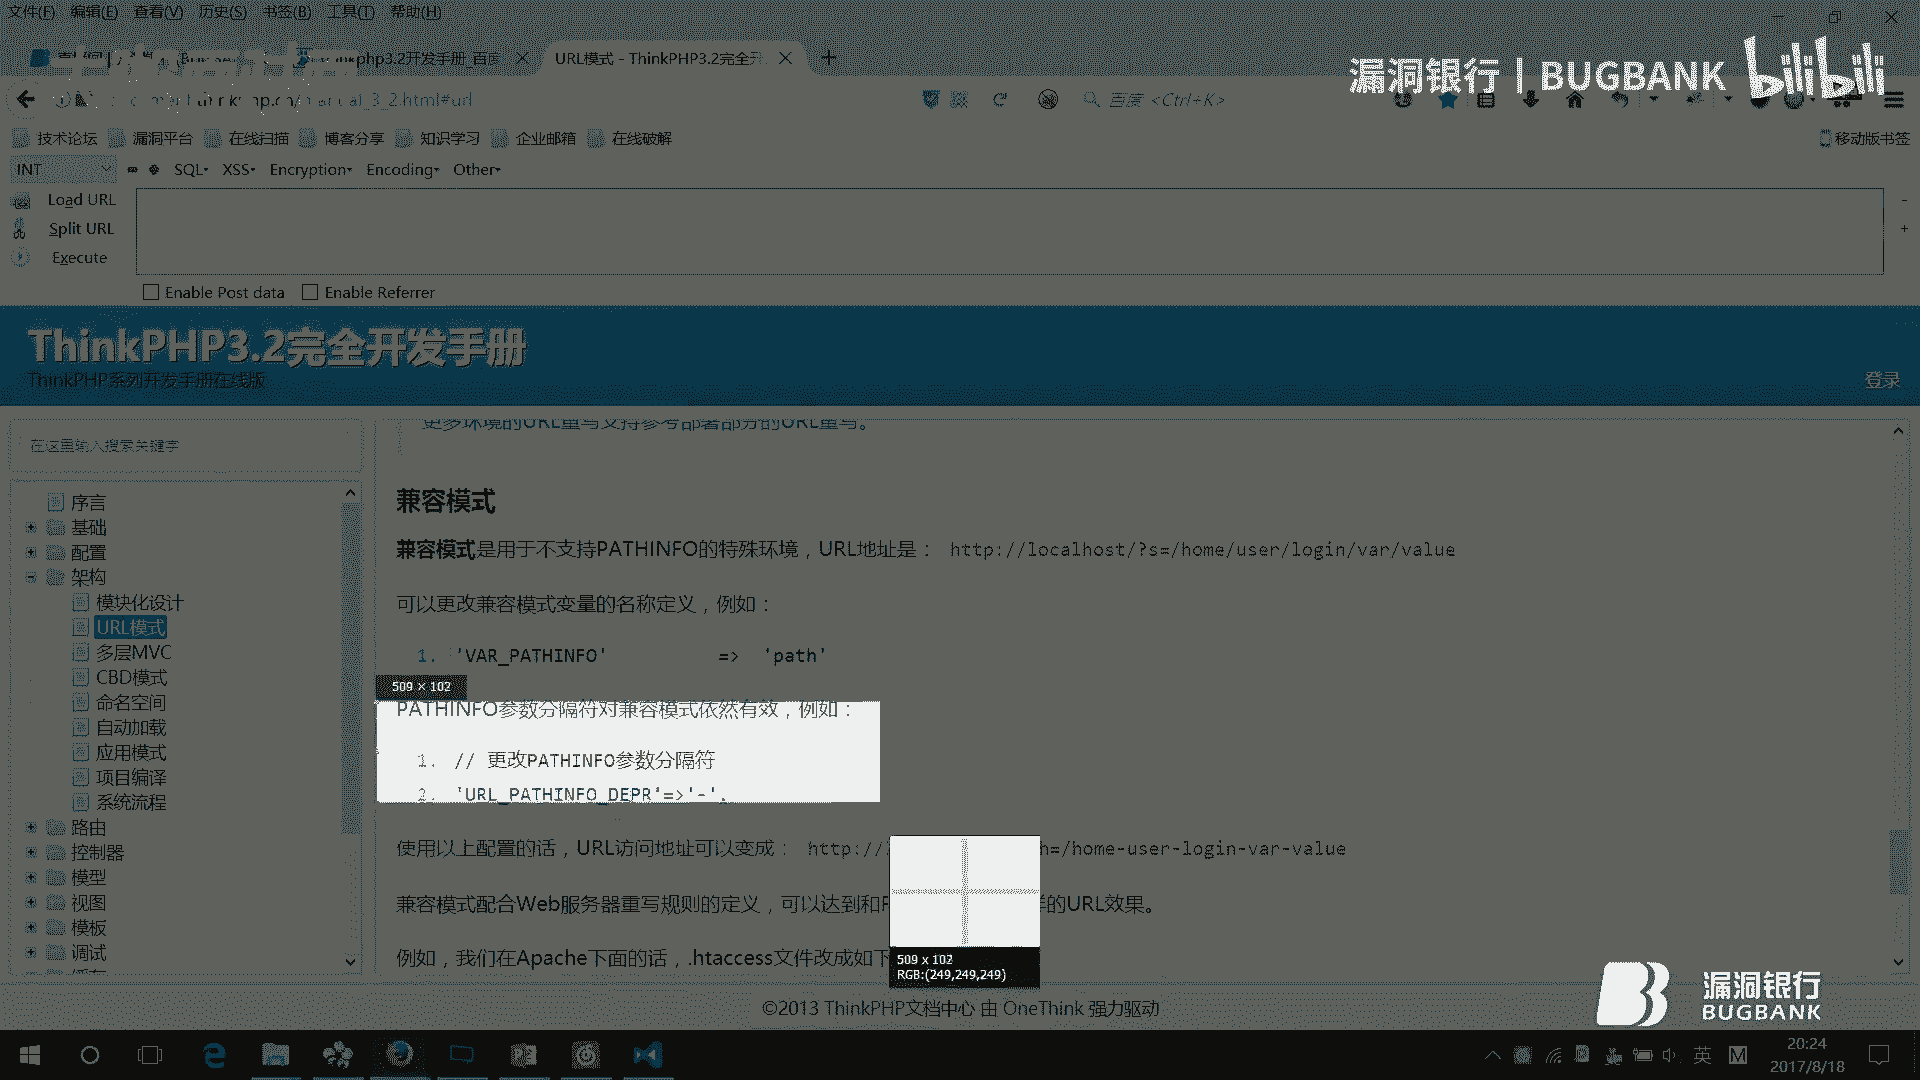 文件(F) 编辑(E) 查看(V) 历史(S) 书签(B) 工具(T) 帮助(H)
php3.2开发手册_百度
URL模式 - ThinkPHP3.2完全开
漏洞银行 | BUGBANK bilibili
.html#url
百度 <Ctrl+K>
技术论坛 漏洞平台 在线扫描 博客分享 知识学习 企业邮箱 在线破解
移动版书签
INT SQL XSS Encryption Encoding Other
Load URL
Split URL
Execute
Enable Post data Enable Referrer
ThinkPHP3.2完全开发手册
ThinkPHP系列开发手册在线版
登录
在这里输入搜索关键字
序言
基础
配置
架构
模块化设计
URL模式
多层MVC
CBD模式
命名空间
自动加载
应用模式
项目编译
系统流程
路由
控制器
模型
视图
模板
调试
更多环境的URL重写支持参考部署部分的URL重写。
兼容模式
兼容模式是用于不支持PATHINFO的特殊环境，URL地址是： http://localhost/?s=/home/user/login/var/value
可以更改兼容模式变量的名称定义，例如：
1. 'VAR_PATHINFO' => 'path'
509 × 102
PATHINFO参数分隔符对兼容模式依然有效，例如：
1. // 更改PATHINFO参数分隔符
2. 'URL_PATHINFO_DEPR'=>'-',
使用以上配置的话，URL访问地址可以变成： http:// h=/home-user-login-var-value
兼容模式配合Web服务器重写规则的定义，可以达到和 的URL效果。
例如，我们在Apache下面的话，.htaccess文件改成如下
509 x 102
RGB:(249,249,249)
©2013 ThinkPHP文档中心 由 OneThink 强力驱动
漏洞银行
BUGBANK
英 M
20:24
2017/8/18